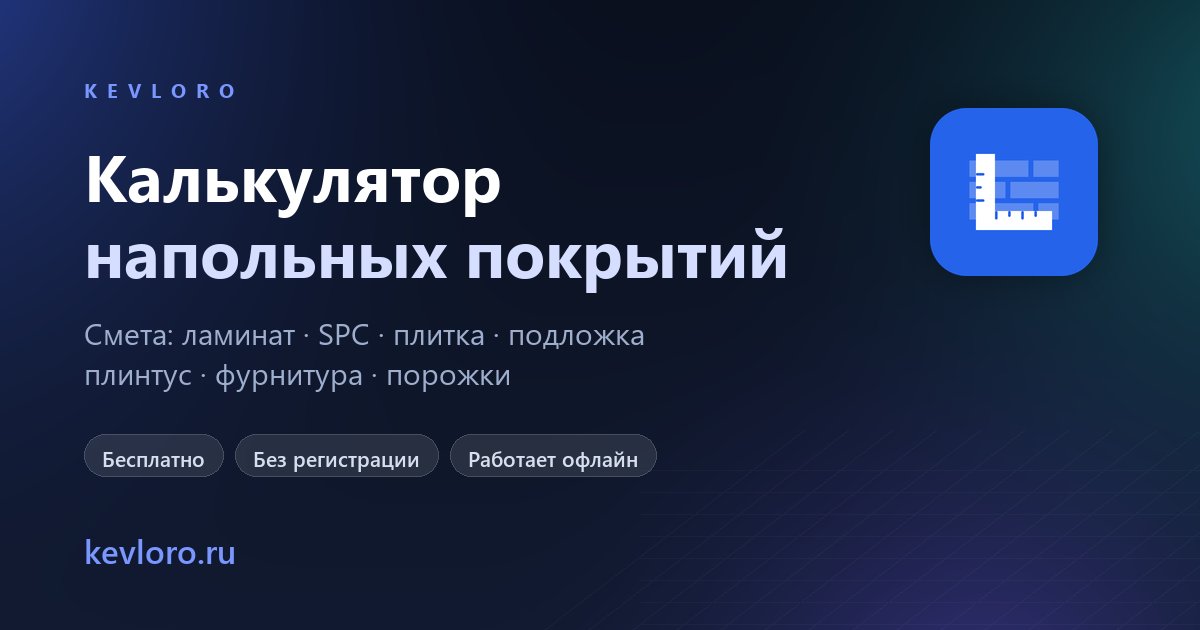 KEVLORO
Калькулятор
напольных покрытий
Смета: ламинат · SPC · плитка · подложка
плинтус · фурнитура · порожки
Бесплатно
Без регистрации
Работает офлайн
kevloro.ru